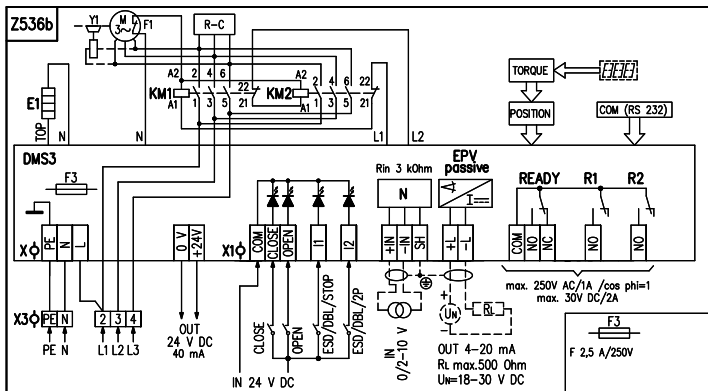 Z536b
Y1
M
3~
F1
R-C
A2
2 4 6
KM1
A1
1 3 5
22
21
A2
KM2
A1
2 4 6
1 3 5
22
21
E1
TOP
N
N
L1
L2
TORQUE
POSITION
COM (RS 232)
DMS3
F3
X
PE
N
L
0 V
+24V
X1
COM
CLOSE
OPEN
I1
I2
Rin 3 kOhm
N
+IN
-IN
SH
EPV
passive
I
+L
-L
READY
R1
R2
COM
NO
NC
NO
NO
max. 250V AC/1A /cos phi=1
max. 30V DC/2A
X3
PE
N
2
3
4
PE N
L1 L2 L3
OUT
24 V DC
40 mA
CLOSE
OPEN
ESD/DBL/STOP
ESD/DBL/2P
IN 24 V DC
IN
0/2-10 V
+
UN
-
RL
OUT 4-20 mA
RL max.500 Ohm
UN=18-30 V DC
F3
F 2,5 A/250V